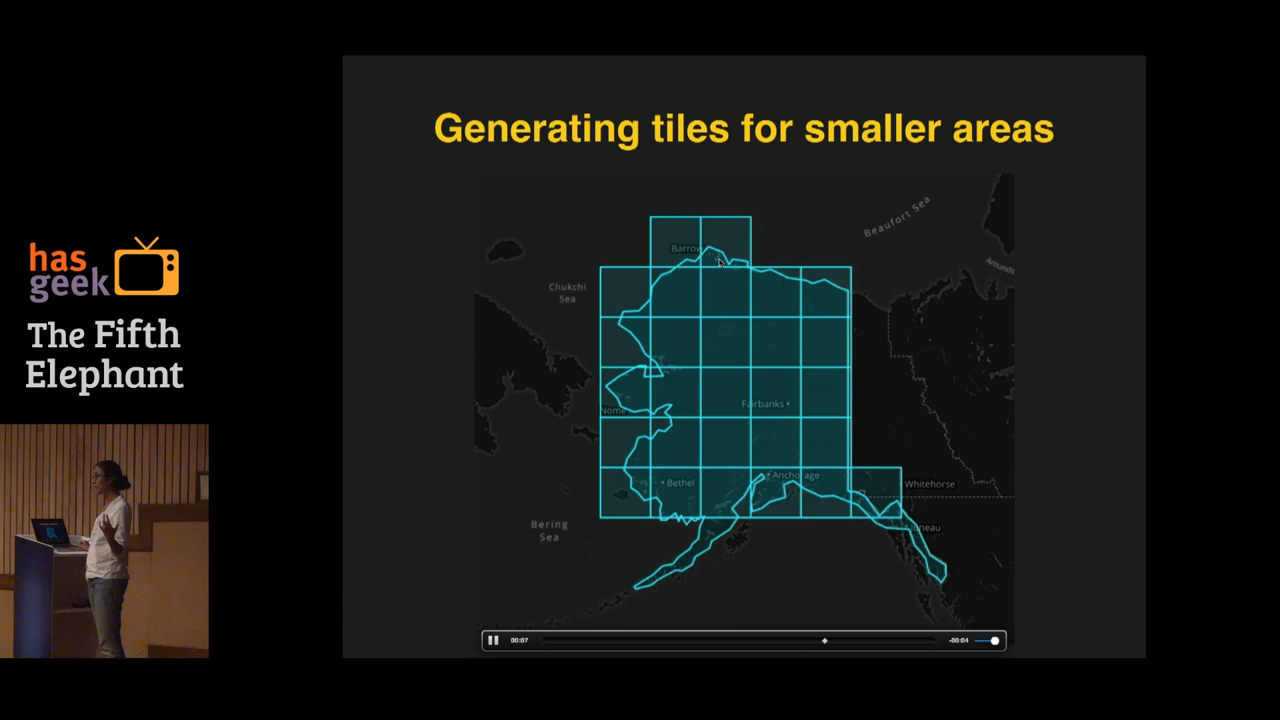 has
geek
The Fifth
Elephant
Generating tiles for smaller areas
Beaufort Sea
Barrow
Amunds
Chukchi
Sea
Nome
Fairbanks
Bethel
Anchorage
Whitehorse
Juneau
Bering
Sea
00:07
-00:04